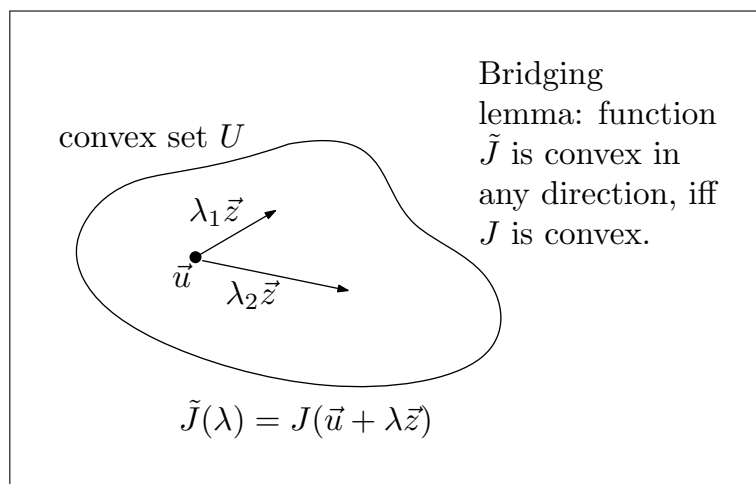 Bridging
lemma: function
J̃ is convex in
any direction, iff
J is convex.
convex set U
λ₁z⃗
u⃗
λ₂z⃗
J̃(λ) = J(u⃗ + λz⃗)